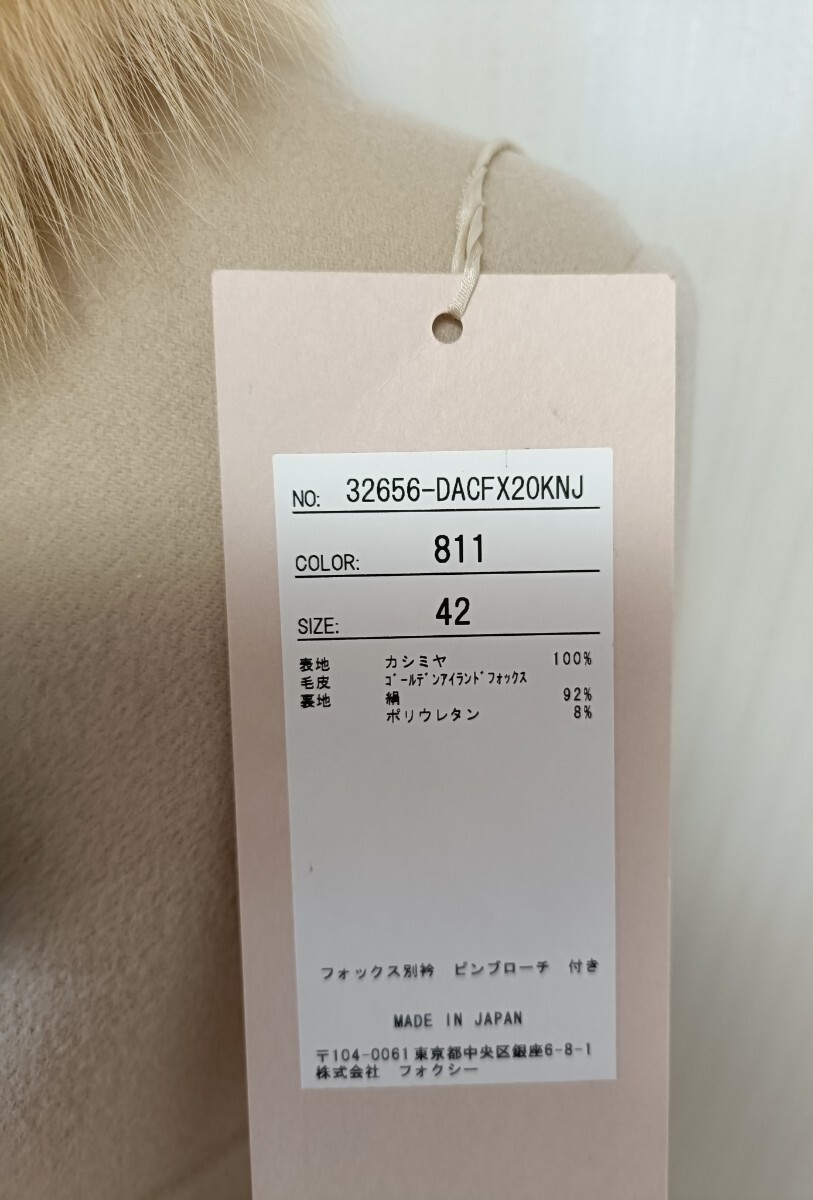 NO: 32656-DACFX20KNJ
COLOR: 811
SIZE: 42
表地 カシミヤ 100%
毛皮 ゴールデンアイランドフォックス
裏地 絹 92%
ポリウレタン 8%
フォックス別衿 ピンブローチ 付き
MADE IN JAPAN
〒104-0061東京都中央区銀座6-8-1
株式会社 フォクシー